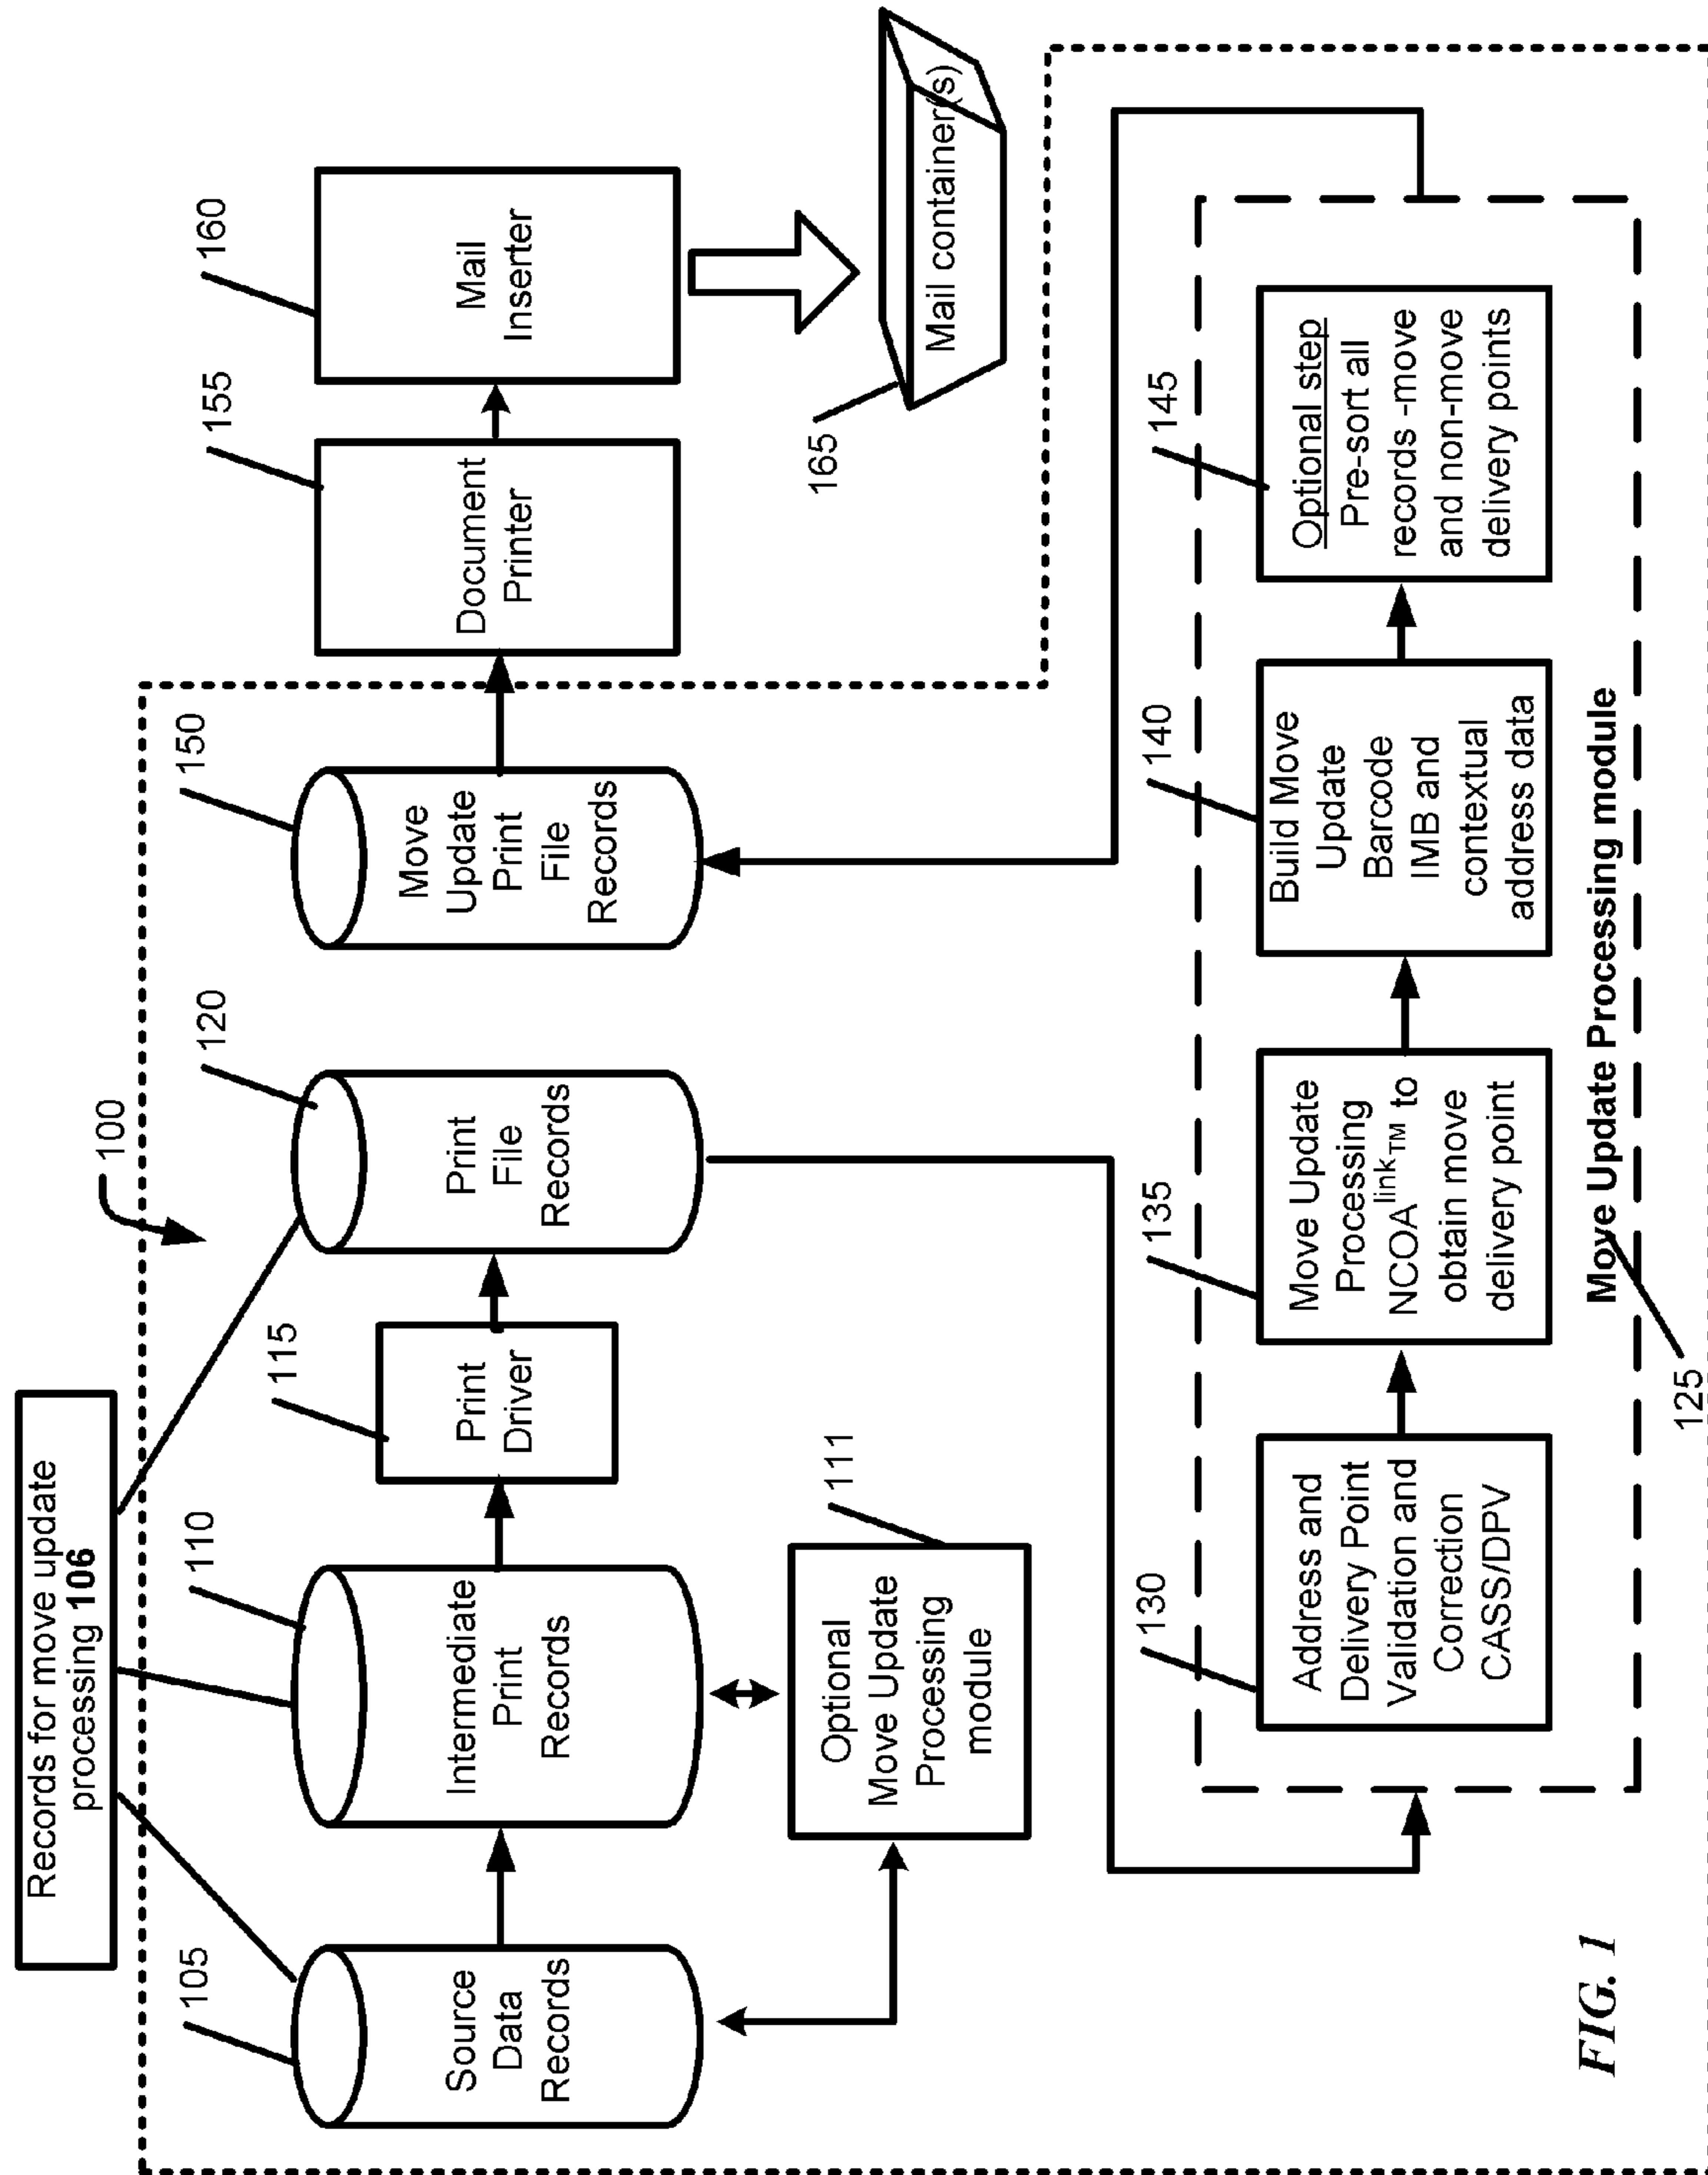 Records for move update
processing 106
100
105
Source
Data
Records
110
Intermediate
Print
Records
115
Print
Driver
120
Print
File
Records
150
Move
Update
Print
File
Records
155
Document
Printer
160
Mail
Inserter
165
Mail container(s)
111
Optional
Move Update
Processing
module
130
Address and
Delivery Point
Validation and
Correction
CASS/DPV
135
Move Update
Processing
NCOAlink™ to
obtain move
delivery point
140
Build Move
Update
Barcode
IMB and
contextual
address data
145
Optional step
Pre-sort all
records -move
and non-move
delivery points
Move Update Processing module
125
FIG. 1